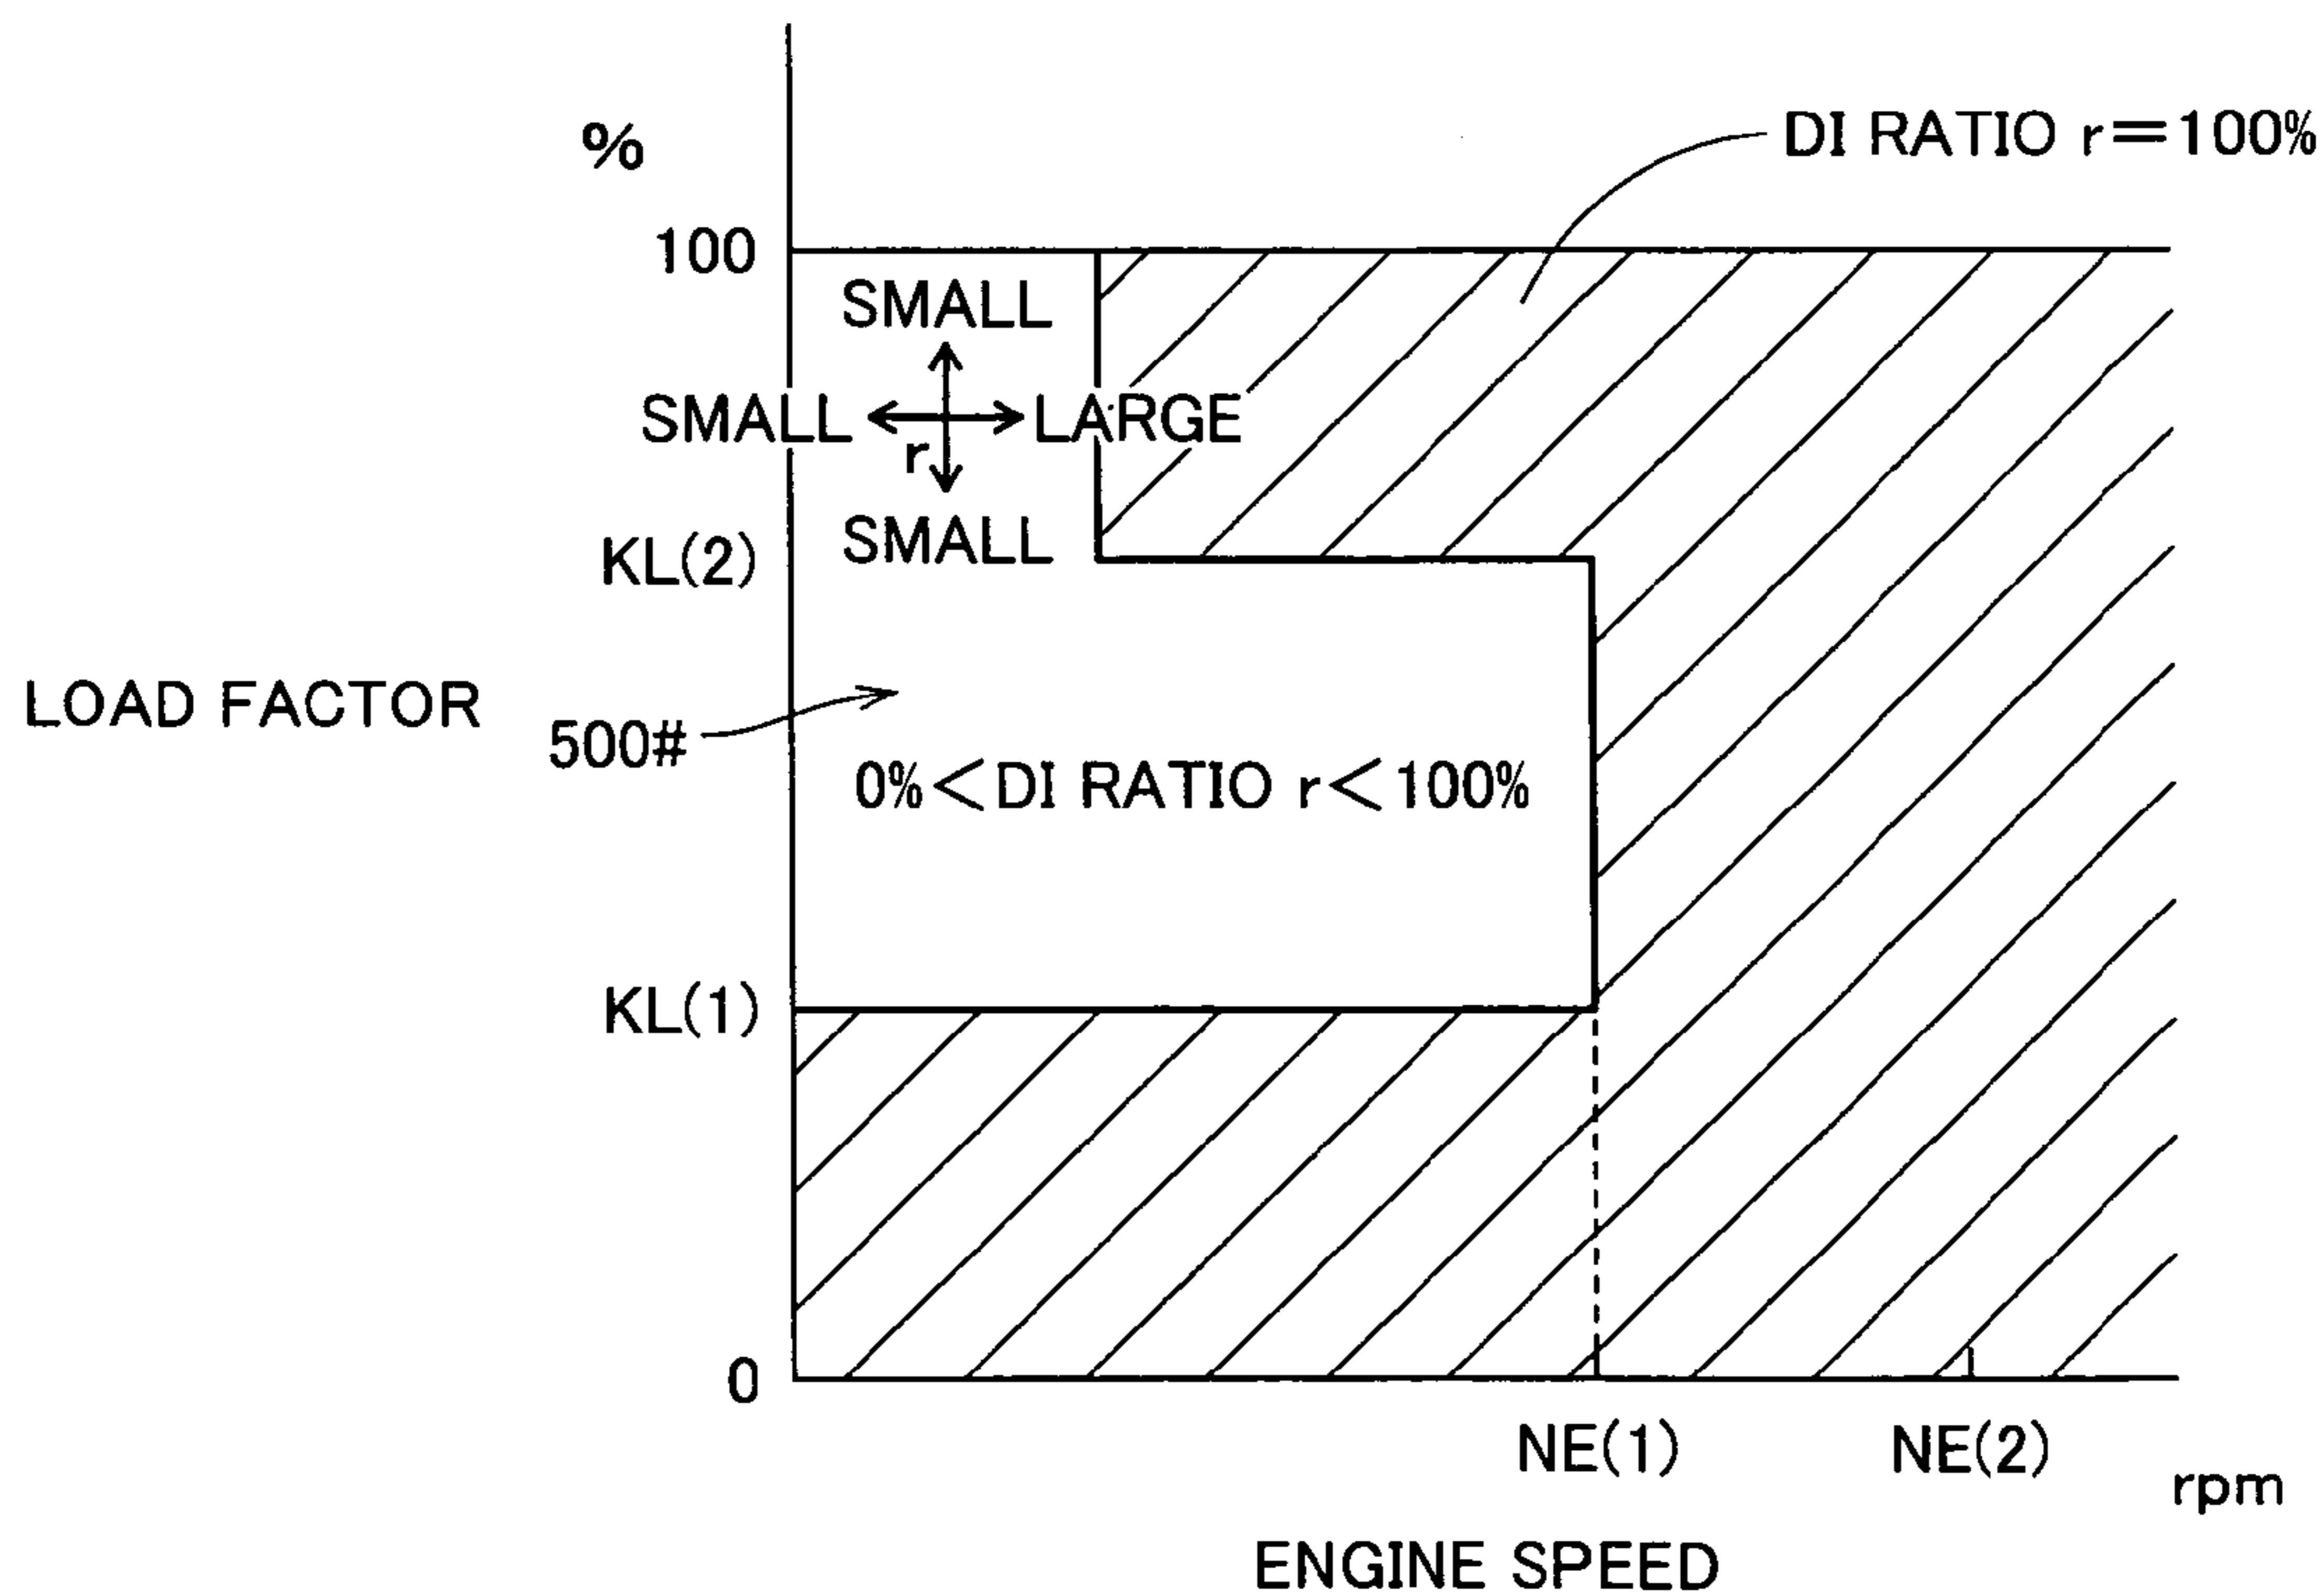 %
DI RATIO r=100%
100
SMALL
SMALL LARGE
r
KL(2)
SMALL
LOAD FACTOR
500#
0%<DI RATIO r<100%
KL(1)
0
NE(1)
NE(2)
rpm
ENGINE SPEED